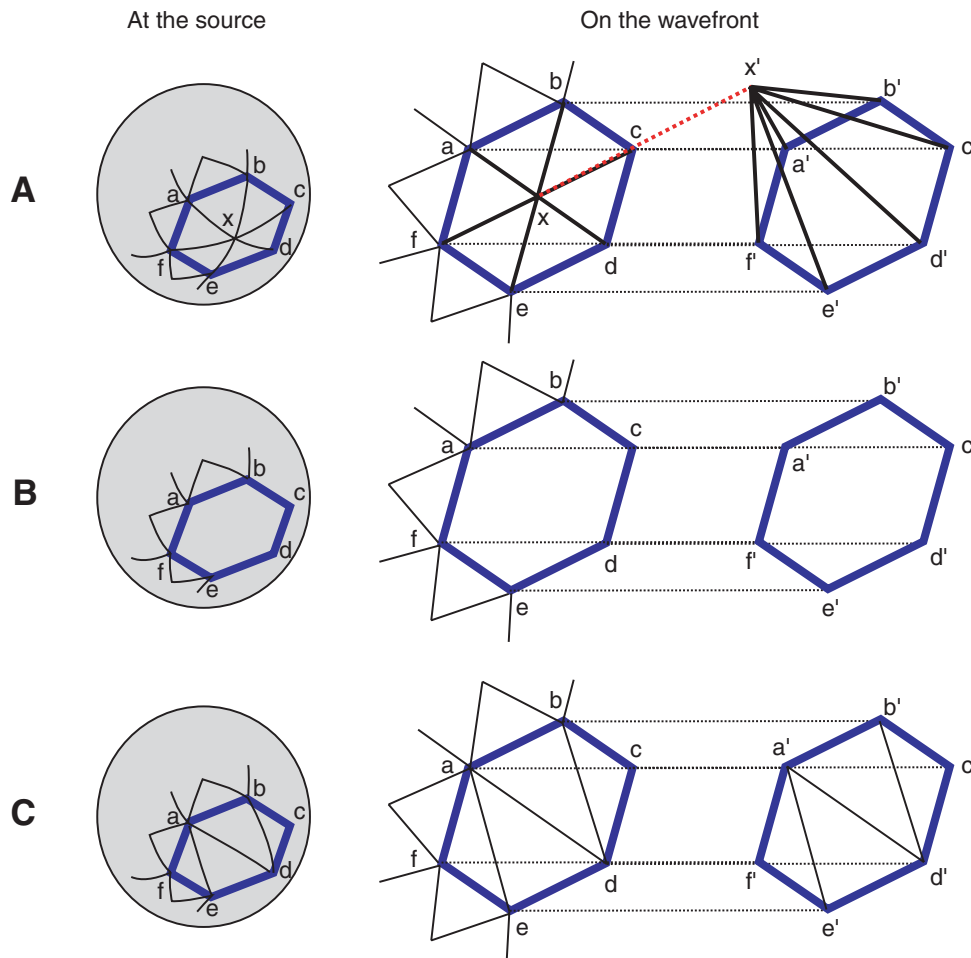 At the source On the wavefront
A
a b c x d f e
a b c x d f e
x' b' c a' f' d' e'
B
a b c d f e
a b c d f e
b' c a' f' d' e'
C
a b c d f e
a b c d f e
b' a' c f' d' e'